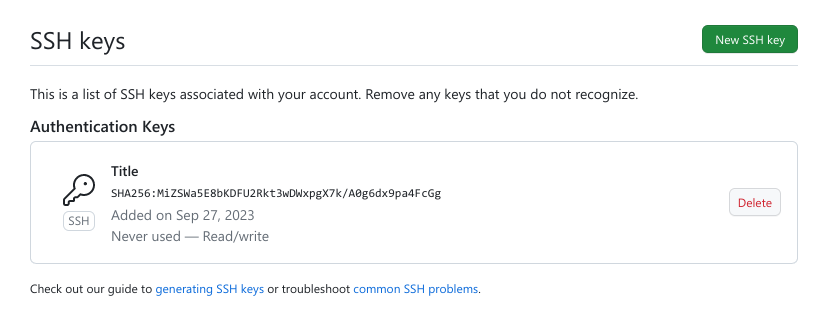 SSH keys
New SSH key
This is a list of SSH keys associated with your account. Remove any keys that you do not recognize.
Authentication Keys
Title
SHA256:MiZSWa5E8bKDFU2Rkt3wDWxpgX7k/A0g6dx9pa4FcGg
SSH
Added on Sep 27, 2023
Never used — Read/write
Delete
Check out our guide to generating SSH keys or troubleshoot common SSH problems.